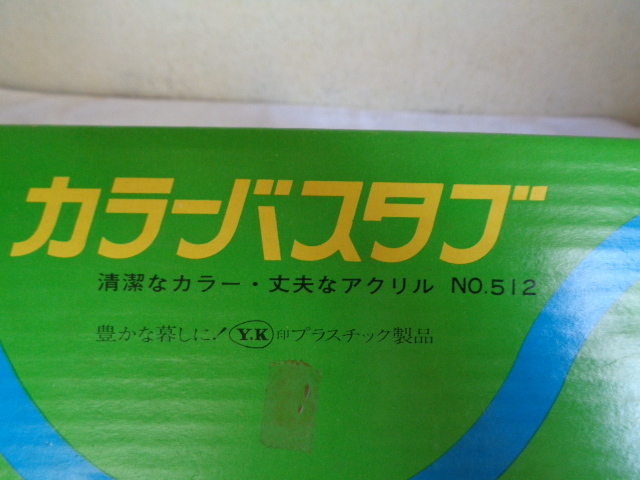 カラーバスタブ
清潔なカラー・丈夫なアクリル NO.512
豊かな暮しに! Y.K 印プラスチック製品